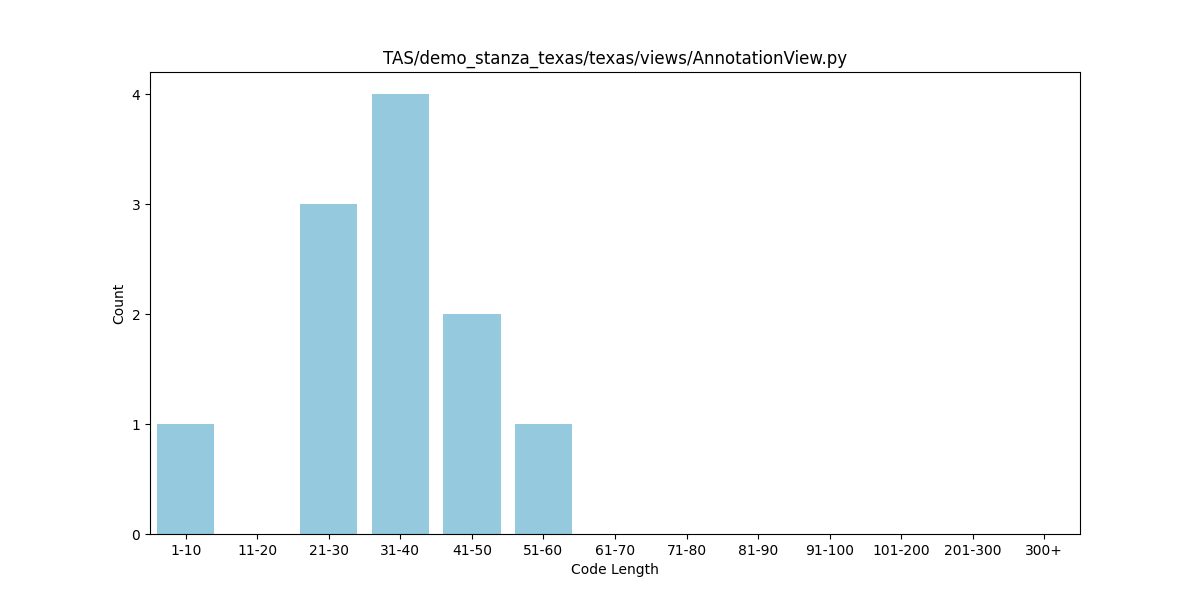 TAS/demo_stanza_texas/texas/views/AnnotationView.py
4
3
2
1
0
Count
1-10 11-20 21-30 31-40 41-50 51-60 61-70 71-80 81-90 91-100 101-200 201-300 300+
Code Length